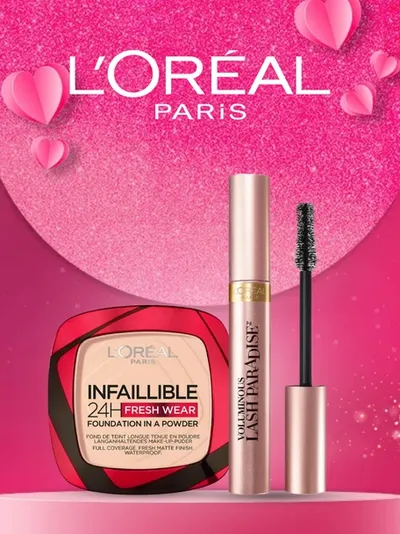 L'ORÉAL
PARiS
L'ORÉAL
PARIS
INFAILLIBLE
24H FRESH WEAR
FOUNDATION IN A POWDER
FOND DE TEINT LONGUE TENUE EN POUDRE
LANGANHALTENDES MAKE-UP-PUDER
FULL COVERAGE. FRESH MATTE FINISH.
WATERPROOF.
L'ORÉAL
VOLUMINOUS
LASH PARADISE™